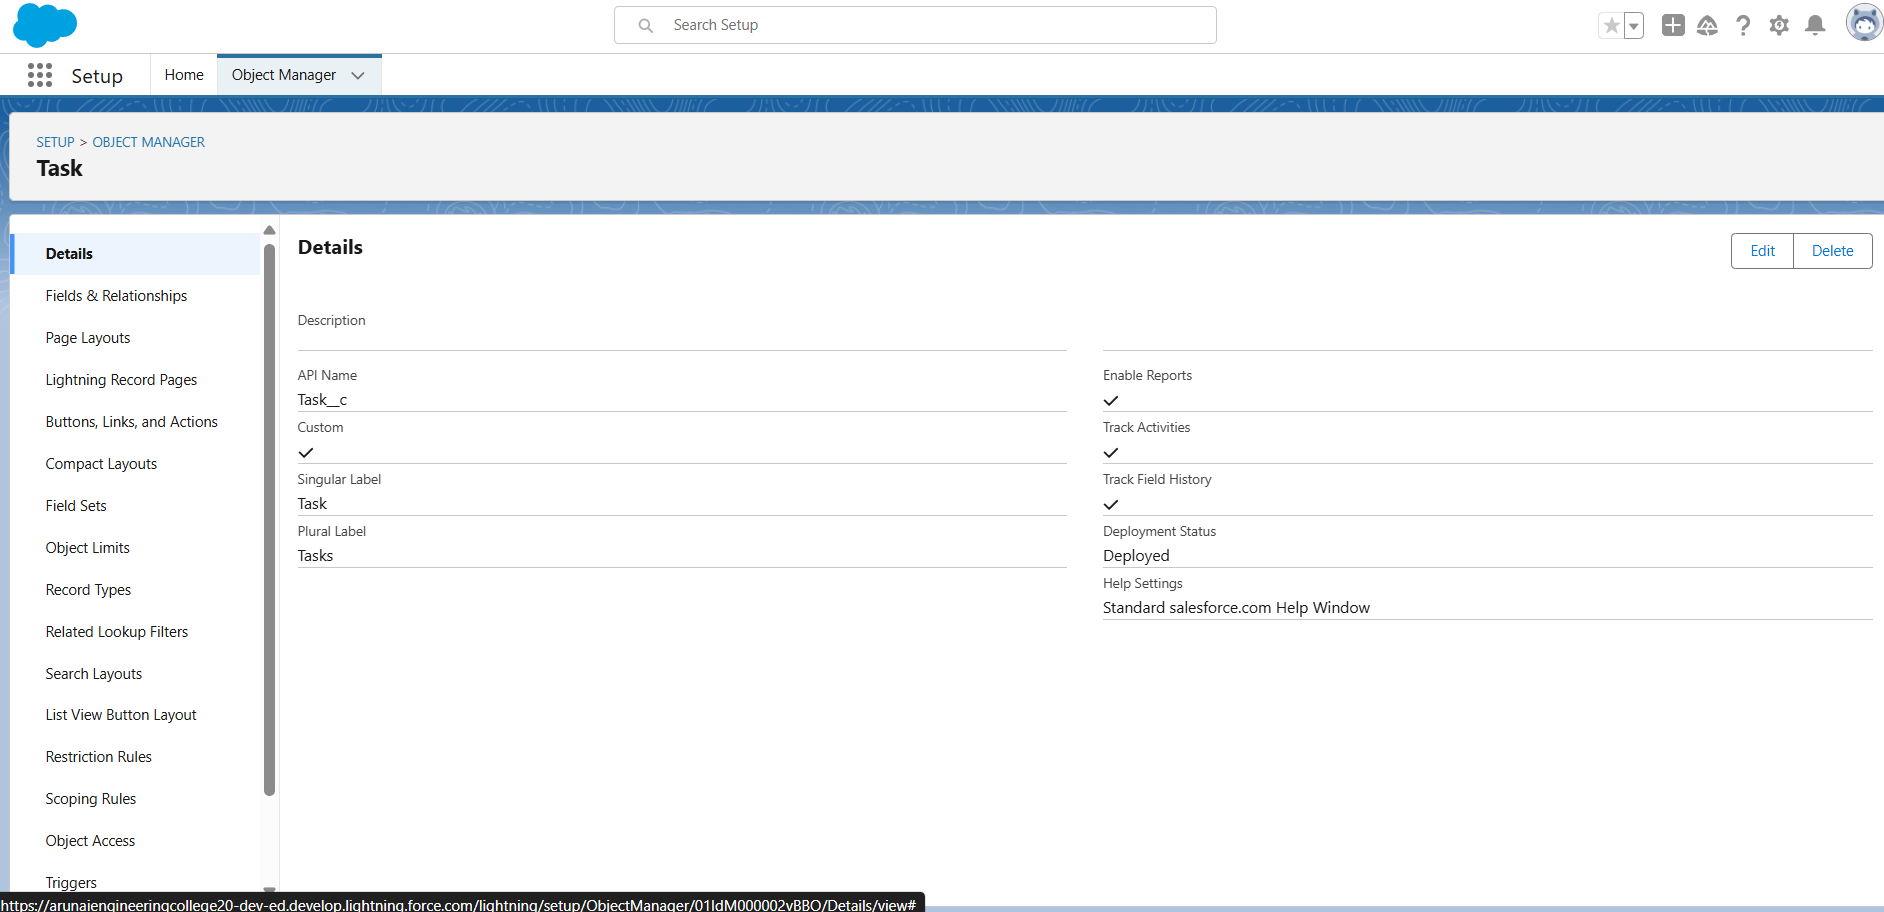 Search Setup
Setup
Home
Object Manager
SETUP > OBJECT MANAGER
Task
Details
Fields & Relationships
Page Layouts
Lightning Record Pages
Buttons, Links, and Actions
Compact Layouts
Field Sets
Object Limits
Record Types
Related Lookup Filters
Search Layouts
List View Button Layout
Restriction Rules
Scoping Rules
Object Access
Triggers
Details
Edit
Delete
Description
API Name
Task__c
Custom
Singular Label
Task
Plural Label
Tasks
Enable Reports
Track Activities
Track Field History
Deployment Status
Deployed
Help Settings
Standard salesforce.com Help Window
https://arunaiengineeringcollege20-dev-ed.develop.lightning.force.com/lightning/setup/ObjectManager/01IdM000002vBBO/Details/view#